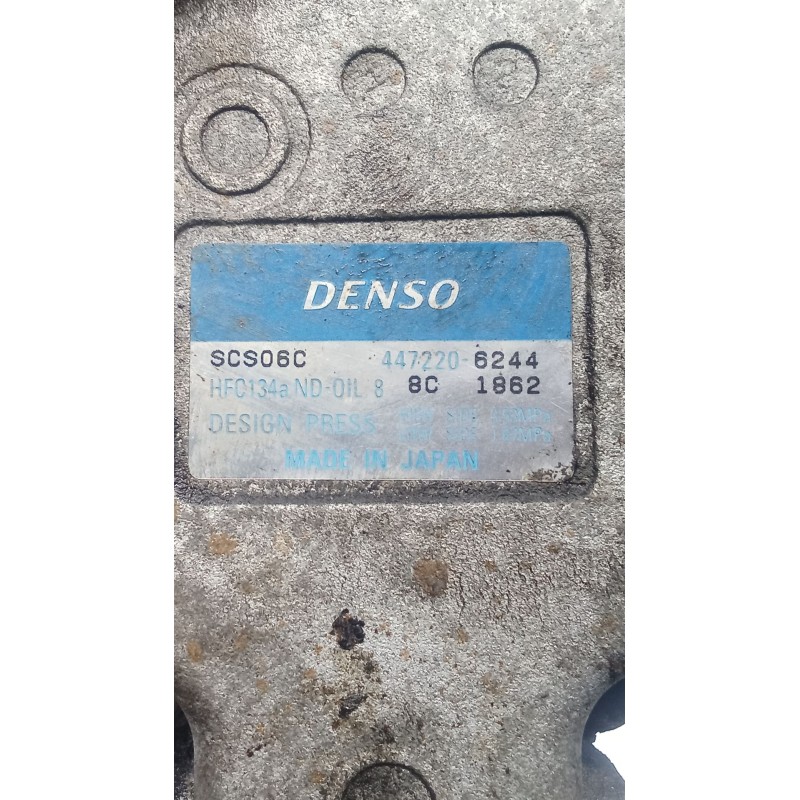 DENSO
SCS06C 447220-6244
HFC134a ND-OIL 8 8C 1862
DESIGN PRESS
MADE IN JAPAN